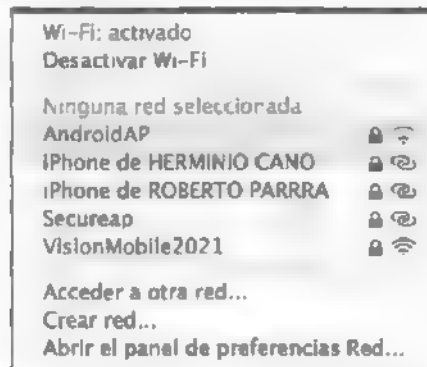 Wi-Fi: activado
Desactivar Wi-Fi
Ninguna red seleccionada
AndroidAP
iPhone de HERMINIO CANO
iPhone de ROBERTO PARRRA
Secureap
VisionMobile2021
Acceder a otra red...
Crear red...
Abrir el panel de preferencias Red...